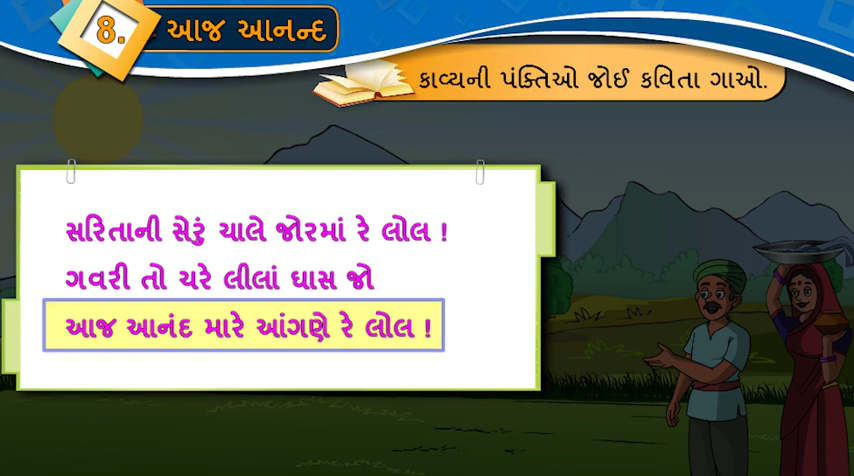 8. આજ આનન્દ
કાવ્યની પંક્તિઓ જોઈ કવિતા ગાઓ.
સરિતાની સેરું ચાલે જોરમાં રે લોલ !
ગવરી તો ચરે લીલાં ઘાસ જો
આજ આનંદ મારે આંગણે રે લોલ !